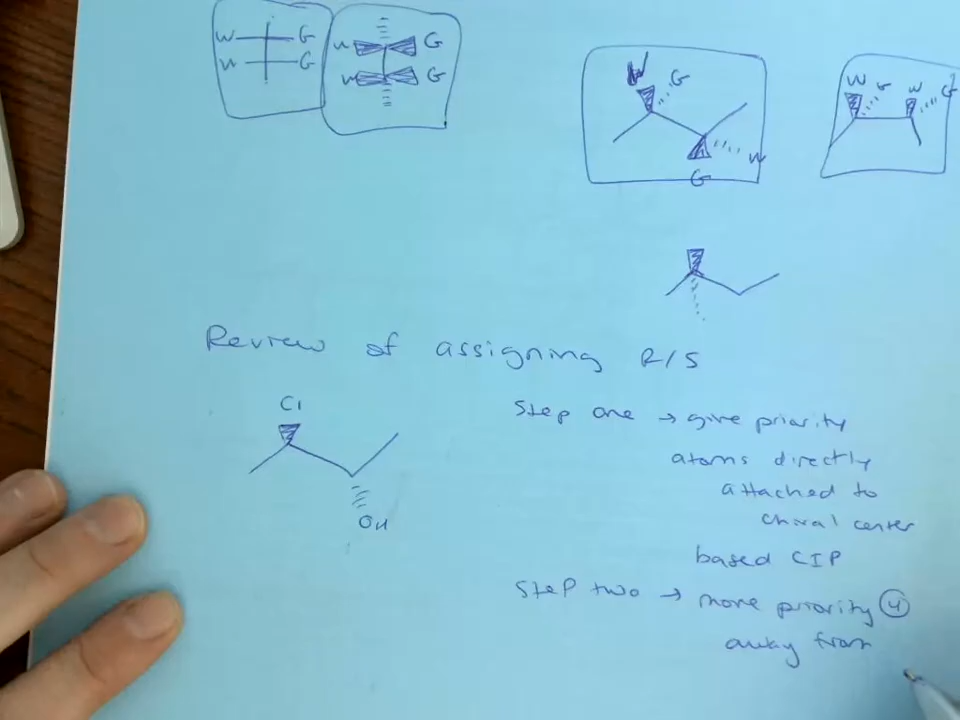 W G
W G
W G
W G
W G
G W
W G W G
Review of assigning R/S
Cl
OH
Step one → give priority
atoms directly
attached to
chiral center
based CIP
Step two → move priority 4
away from